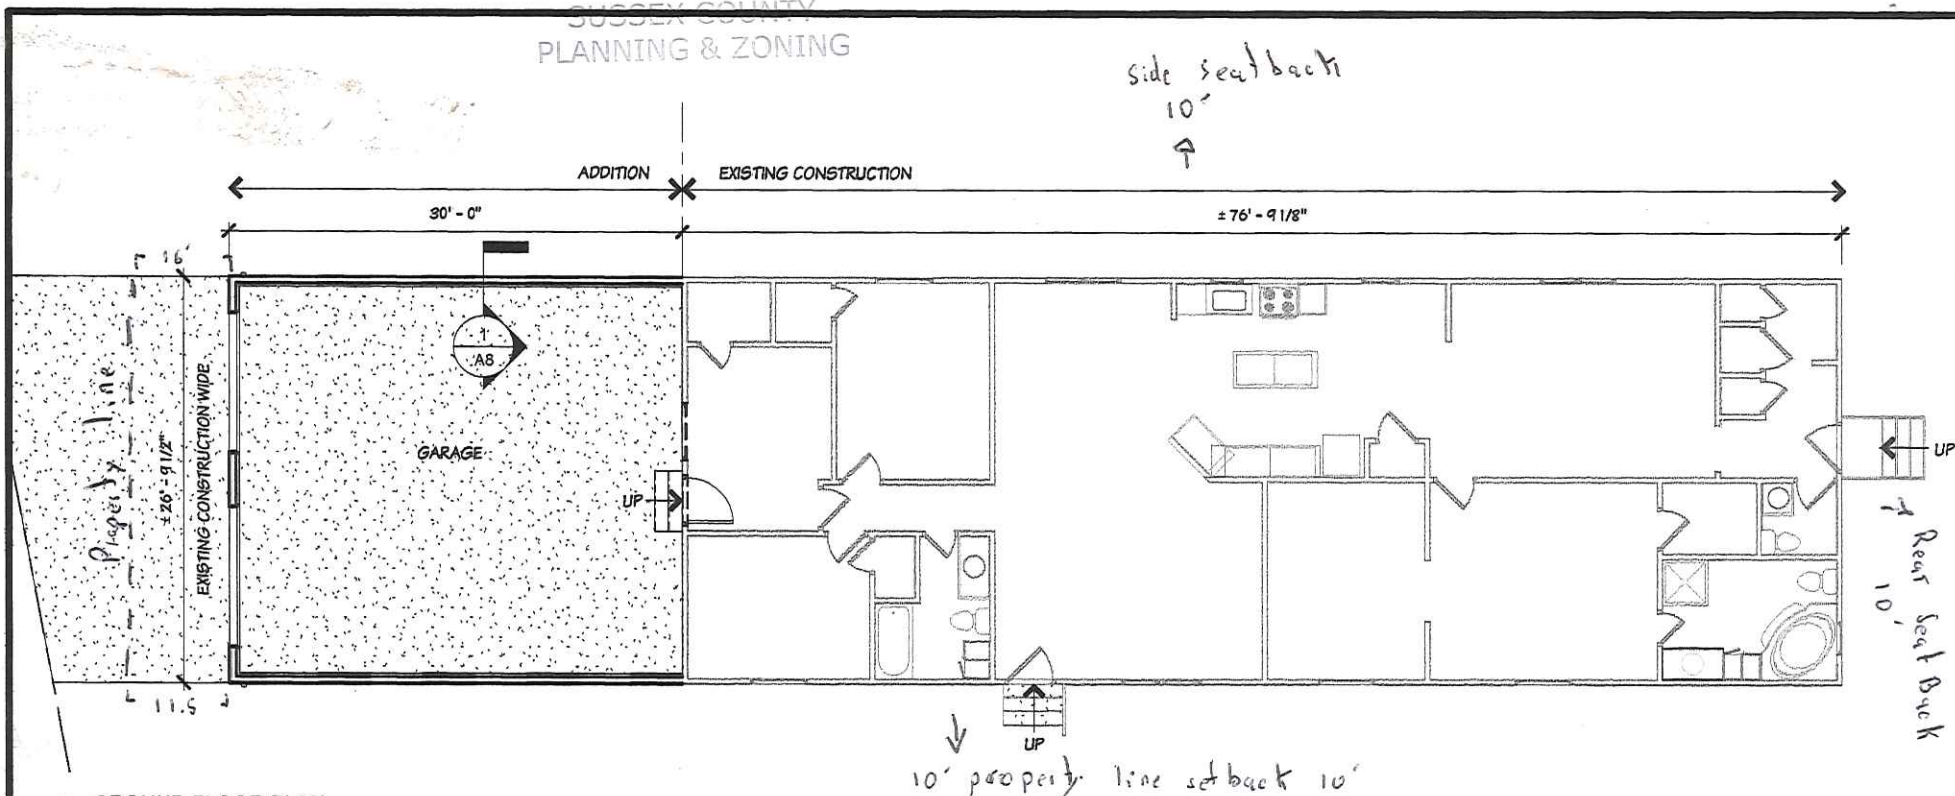 SUSSEX COUNTY
PLANNING & ZONING
side seatback
10'
ADDITION
EXISTING CONSTRUCTION
30' - 0"
± 76' - 9 1/8"
16'
1
A8
Property line
± 26' - 9 1/2"
EXISTING CONSTRUCTION WIDE
GARAGE
UP
UP
Rear Seat Back
10'
11.5
UP
10' property line setback 10'